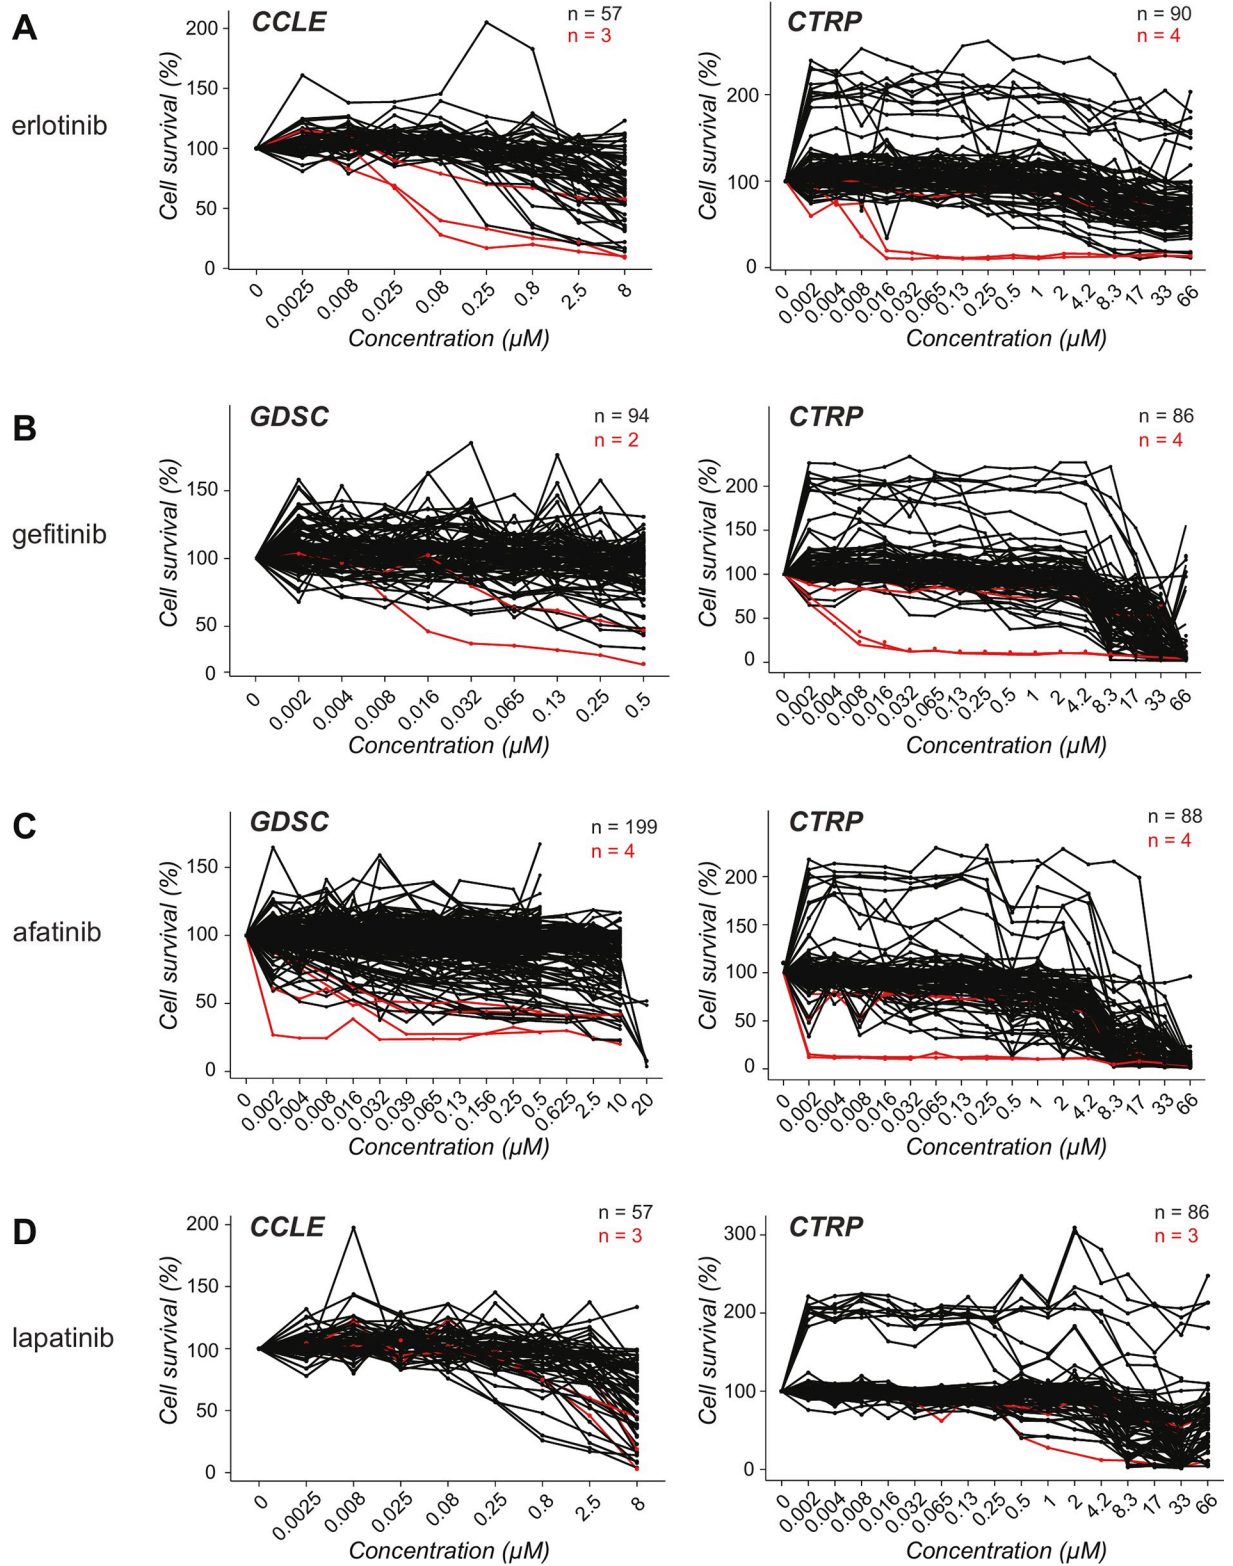 A
erlotinib
CCLE
n = 57
n = 3
Cell survival (%)
200
150
100
50
0
0 0.0025 0.008 0.025 0.08 0.25 0.8 2.5 8
Concentration (μM)
CTRP
n = 90
n = 4
Cell survival (%)
200
100
0
0 0.002 0.004 0.008 0.016 0.032 0.065 0.13 0.25 0.5 1 2 4.2 8.3 17 33 66
Concentration (μM)
B
gefitinib
GDSC
n = 94
n = 2
Cell survival (%)
150
100
50
0
0 0.002 0.004 0.008 0.016 0.032 0.065 0.13 0.25 0.5
Concentration (μM)
CTRP
n = 86
n = 4
Cell survival (%)
200
150
100
50
0
0 0.002 0.004 0.008 0.016 0.032 0.065 0.13 0.25 0.5 1 2 4.2 8.3 17 33 66
Concentration (μM)
C
afatinib
GDSC
n = 199
n = 4
Cell survival (%)
150
100
50
0
0 0.002 0.004 0.008 0.016 0.032 0.039 0.065 0.13 0.156 0.25 0.5 0.625 2.5 10 20
Concentration (μM)
CTRP
n = 88
n = 4
Cell survival (%)
200
150
100
50
0
0 0.002 0.004 0.008 0.016 0.032 0.065 0.13 0.25 0.5 1 2 4.2 8.3 17 33 66
Concentration (μM)
D
lapatinib
CCLE
n = 57
n = 3
Cell survival (%)
200
150
100
50
0
0 0.0025 0.008 0.025 0.08 0.25 0.8 2.5 8
Concentration (μM)
CTRP
n = 86
n = 3
Cell survival (%)
300
200
100
0
0 0.002 0.004 0.008 0.016 0.032 0.065 0.13 0.25 0.5 1 2 4.2 8.3 17 33 66
Concentration (μM)